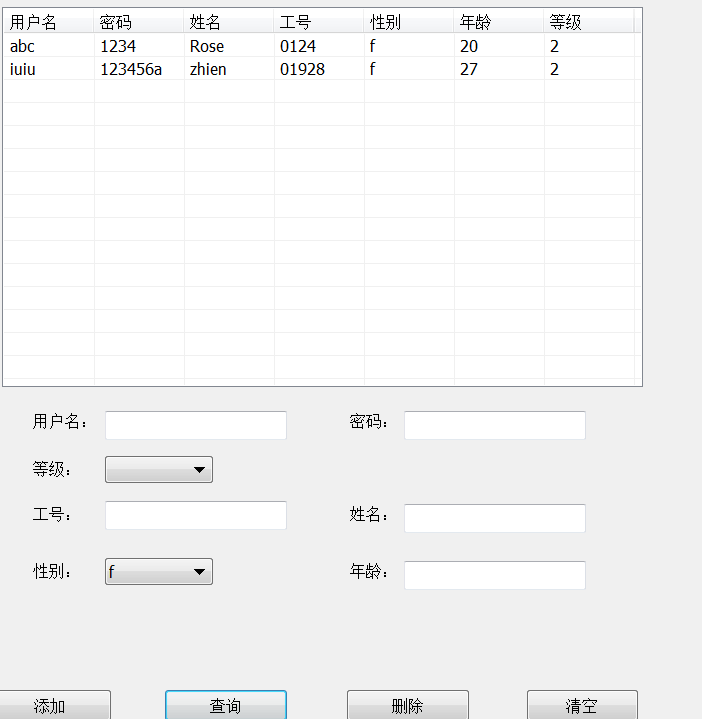 用户名 密码 姓名 工号 性别 年龄 等级
abc 1234 Rose 0124 f 20 2
iuiu 123456a zhien 01928 f 27 2
用户名： 密码：
等级：
工号： 姓名：
性别： f 年龄：
添加 查询 删除 清空